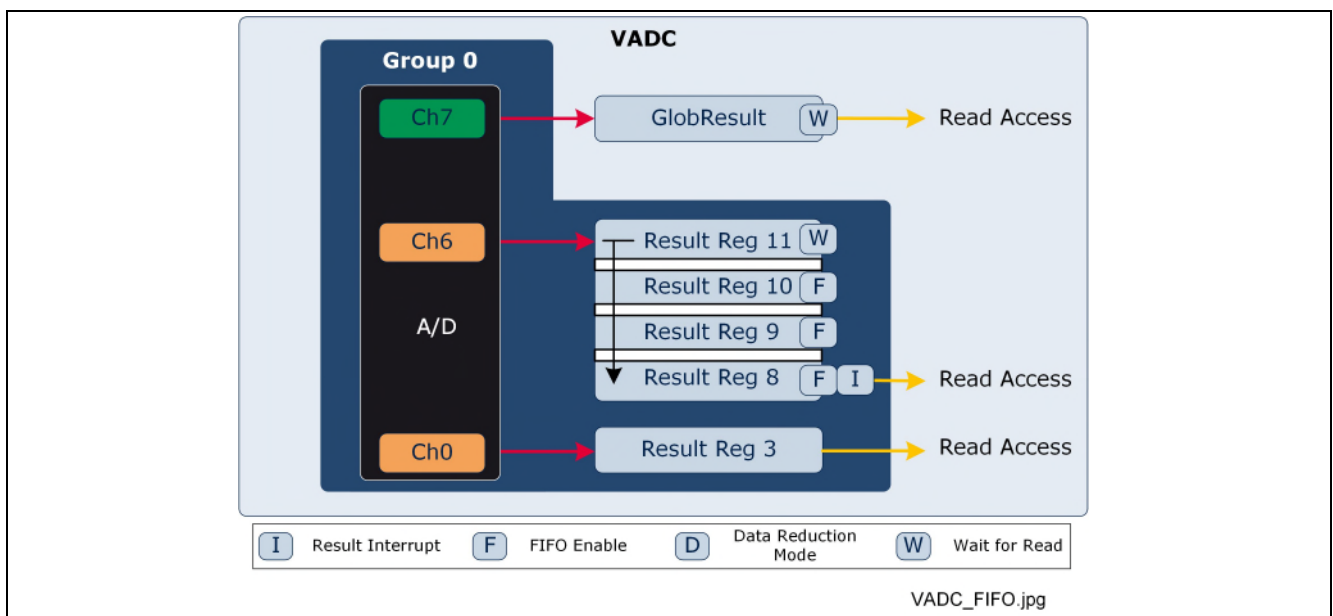 VADC
Group 0
Ch7
GlobResult W
Read Access
Ch6
Result Reg 11 W
Result Reg 10 F
A/D
Result Reg 9 F
Result Reg 8 F I
Read Access
Ch0
Result Reg 3
Read Access
I Result Interrupt
F FIFO Enable
D Data Reduction
Mode
W Wait for Read
VADC_FIFO.jpg